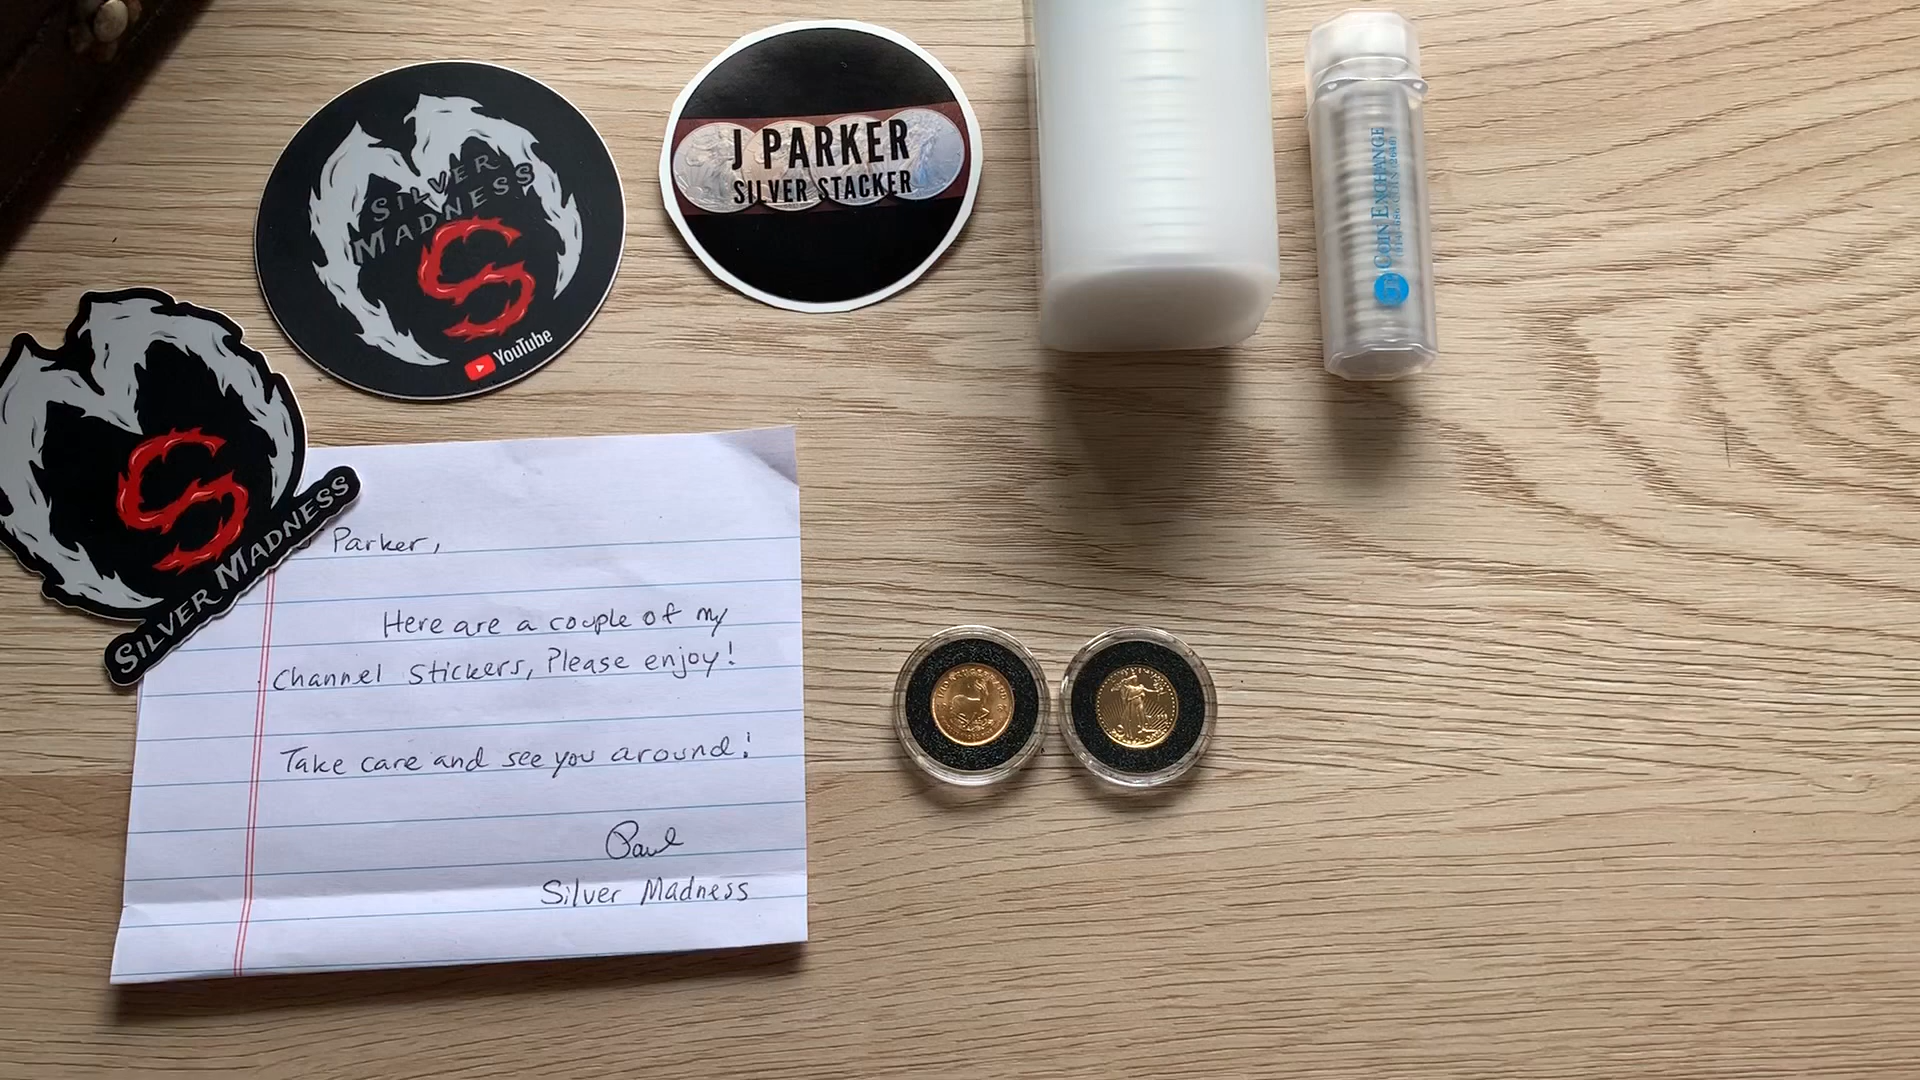 SILVER
MADNESS
S
YouTube
J PARKER
SILVER STACKER
COIN EXCHANGE
S
SILVER MADNESS
Parker,
Here are a couple of my
channel stickers, Please enjoy!
Take care and see you around!
Paul
Silver Madness